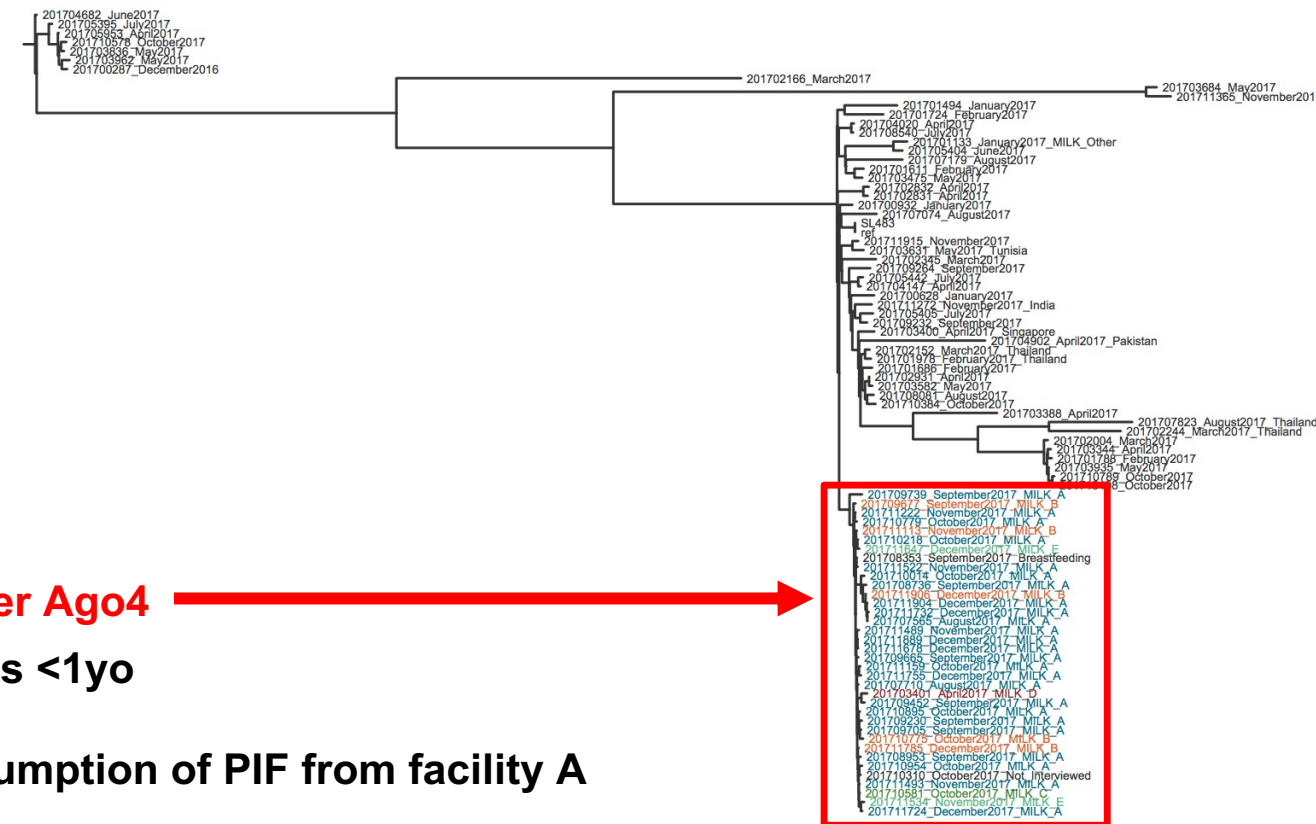 201704682_June2017
201705395_July2017
201705953_April2017
201710578_October2017
201703836_May2017
201703962_May2017
201700287_December2016
201702166_March2017
201703684_May2017
201711365_November201
201701494_January2017
201701724_February2017
201704020_April2017
201708540_July2017
201701133_January2017_MILK_Other
201705404_June2017
201707179_August2017
201701611_February2017
201703475_May2017
201702832_April2017
201702831_April2017
201700932_January2017
201707074_August2017
SL483
ref
201711915_November2017
201703631_May2017_Tunisia
201702345_March2017
201709264_September2017
201705442_July2017
201704147_April2017
201700628_January2017
201711272_November2017_India
201705405_July2017
201709232_September2017
201703400_April2017_Singapore
201704902_April2017_Pakistan
201702152_March2017_Thailand
201701978_February2017_Thailand
201701686_February2017
201702931_April2017
201703582_May2017
201708081_August2017
201710384_October2017
201703388_April2017
201707823_August2017_Thailand
201702244_March2017_Thailand
201702004_March2017
201703344_April2017
201701788_February2017
201703935_May2017
201710789_October2017
October2017
201709739_September2017_MILK_A
201709677_September2017_MILK_B
201711222_November2017_MILK_A
201710779_October2017_MILK_A
201711113_November2017_MILK_B
201710218_October2017_MILK_A
201711647_December2017_MILK_E
201708353_September2017_Breastfeeding
201711522_November2017_MILK_A
201710014_October2017_MILK_A
201708736_September2017_MILK_A
201711906_December2017_MILK_B
201711904_December2017_MILK_A
201711732_December2017_MILK_A
201707565_August2017_MILK_A
201711489_November2017_MILK_A
201711889_December2017_MILK_A
201711678_December2017_MILK_A
201709665_September2017_MILK_A
201711159_October2017_MILK_A
201711755_December2017_MILK_A
201707710_August2017_MILK_A
201703401_April2017_MILK_D
201709452_September2017_MILK_A
201710895_October2017_MILK_A
201709230_September2017_MILK_A
201709705_September2017_MILK_A
201710775_October2017_MILK_B
201711785_December2017_MILK_B
201708953_September2017_MILK_A
201710954_October2017_MILK_A
201710310_October2017_Not_Interviewed
201711493_November2017_MILK_A
201710581_October2017_MILK_C
201711534_November2017_MILK_E
201711724_December2017_MILK_A
er Ago4
s <1yo
umption of PIF from facility A